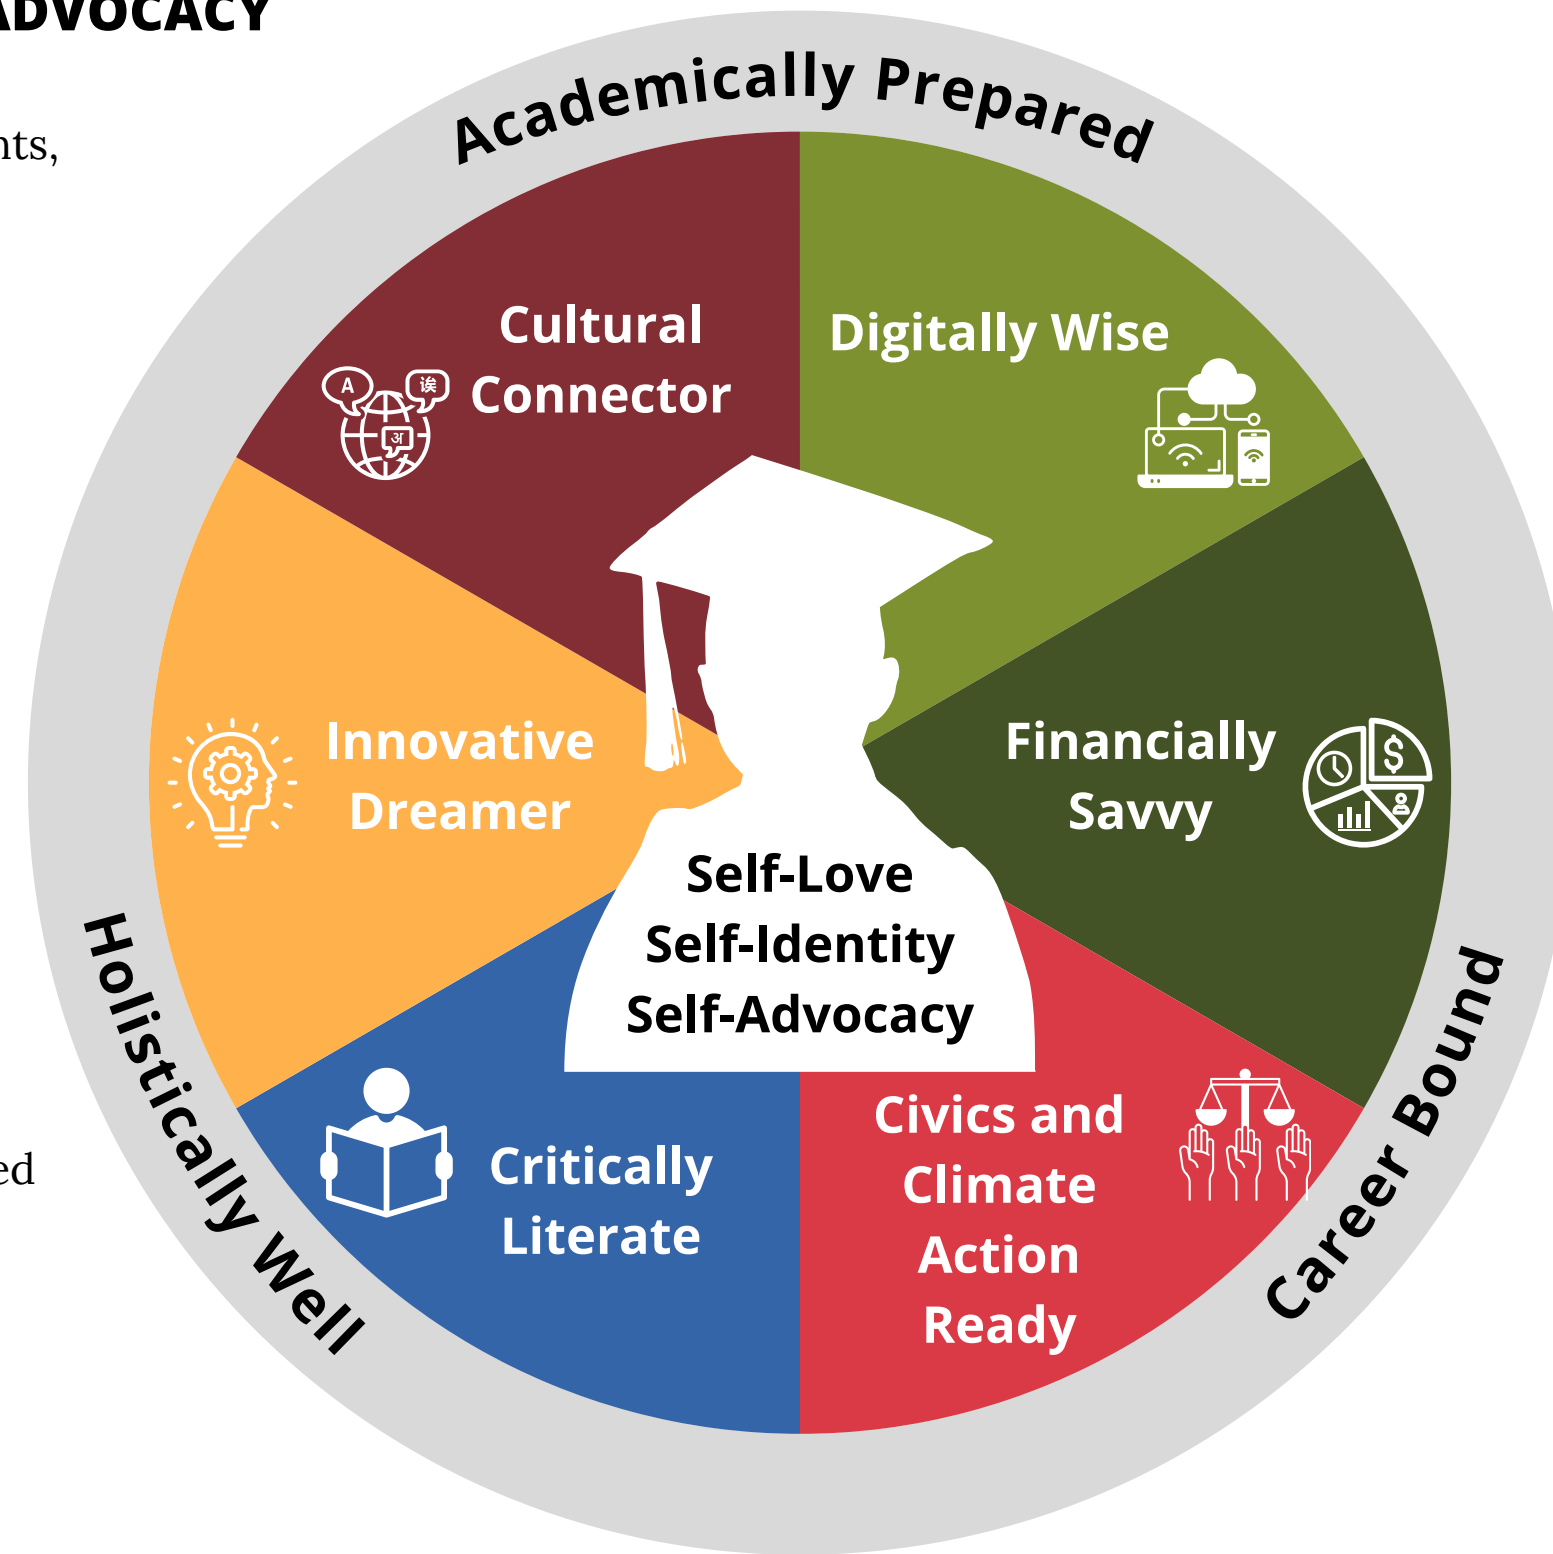 ADVOCACY
nts,
ed
Academically Prepared
Cultural
Connector
A
诶
अ
Digitally Wise
Innovative
Dreamer
Financially
Savvy
$
Self-Love
Self-Identity
Self-Advocacy
Critically
Literate
Civics and
Climate
Action
Ready
Holistically Well
Career Bound